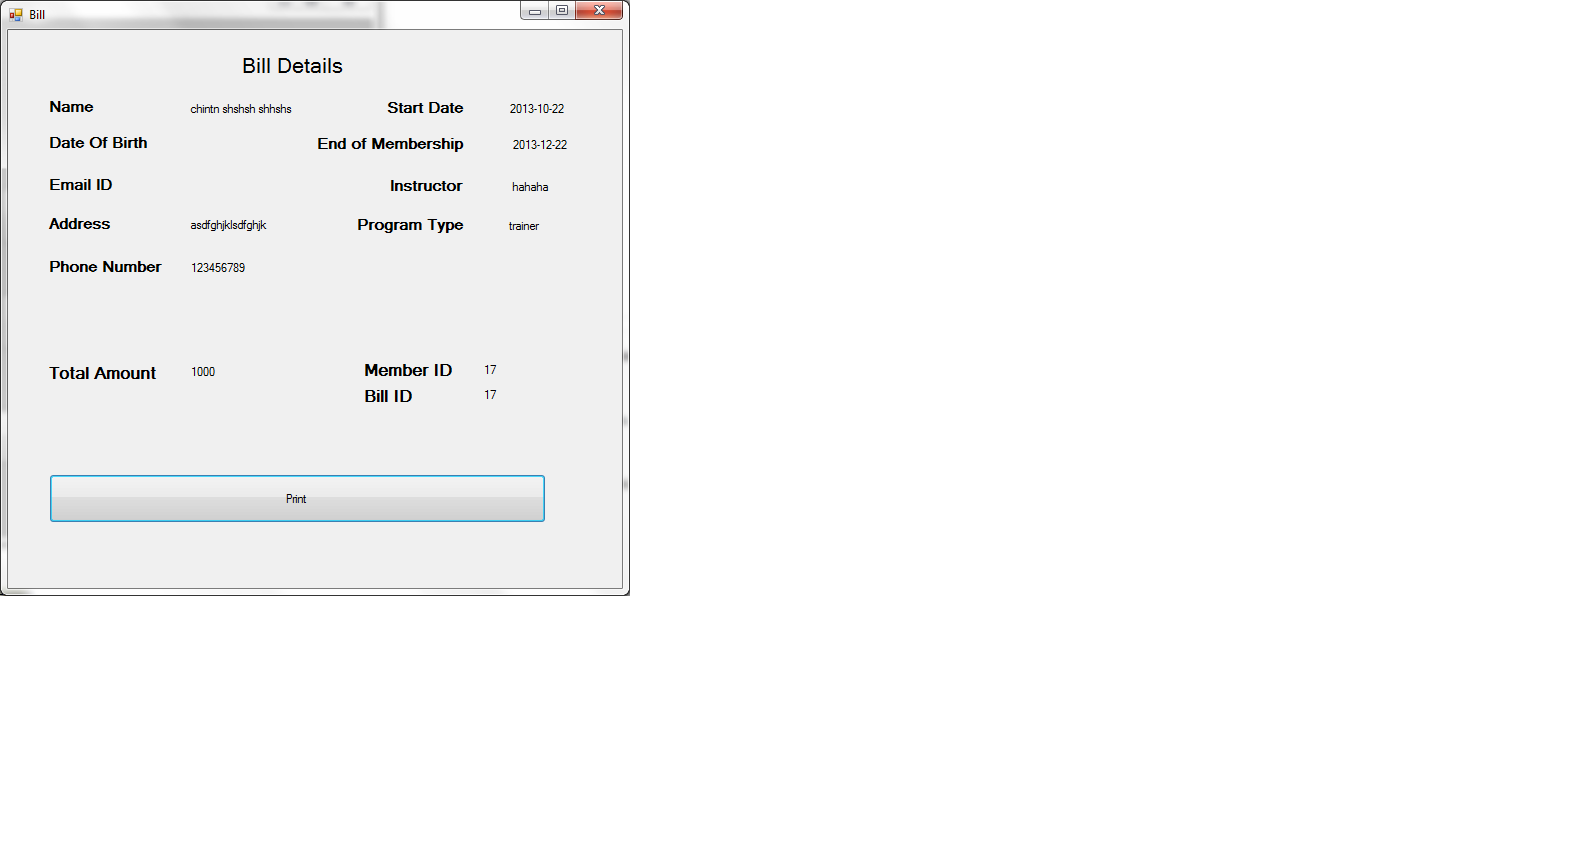 Bill
Bill Details
Name chintn shshsh shhshs Start Date 2013-10-22
Date Of Birth End of Membership 2013-12-22
Email ID Instructor hahaha
Address asdfghjklsdfghjk Program Type trainer
Phone Number 123456789
Total Amount 1000 Member ID 17
Bill ID 17
Print